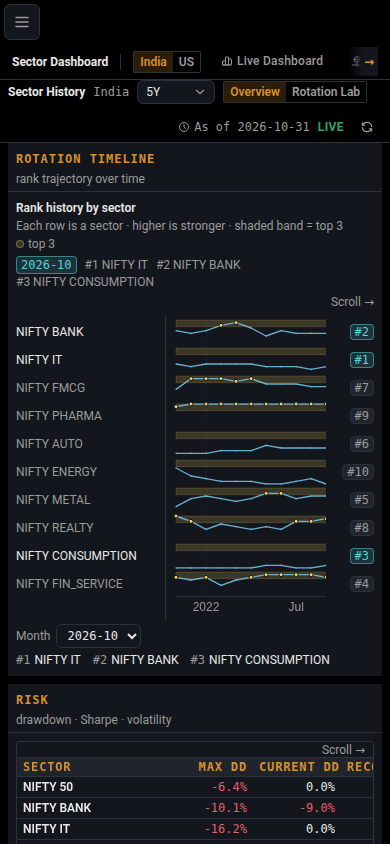 Sector Dashboard India US Live Dashboard →
Sector History India 5Y Overview Rotation Lab
As of 2026-10-31 LIVE
ROTATION TIMELINE
rank trajectory over time
Rank history by sector
Each row is a sector · higher is stronger · shaded band = top 3
top 3
2026-10 #1 NIFTY IT #2 NIFTY BANK
#3 NIFTY CONSUMPTION
Scroll →
NIFTY BANK #2
NIFTY IT #1
NIFTY FMCG #7
NIFTY PHARMA #9
NIFTY AUTO #6
NIFTY ENERGY #10
NIFTY METAL #5
NIFTY REALTY #8
NIFTY CONSUMPTION #3
NIFTY FIN_SERVICE #4
2022 Jul
Month 2026-10
#1 NIFTY IT #2 NIFTY BANK #3 NIFTY CONSUMPTION
RISK
drawdown · Sharpe · volatility
Scroll →
SECTOR MAX DD CURRENT DD
NIFTY 50 -6.4% 0.0%
NIFTY BANK -10.1% -9.0%
NIFTY IT -16.2% 0.0%